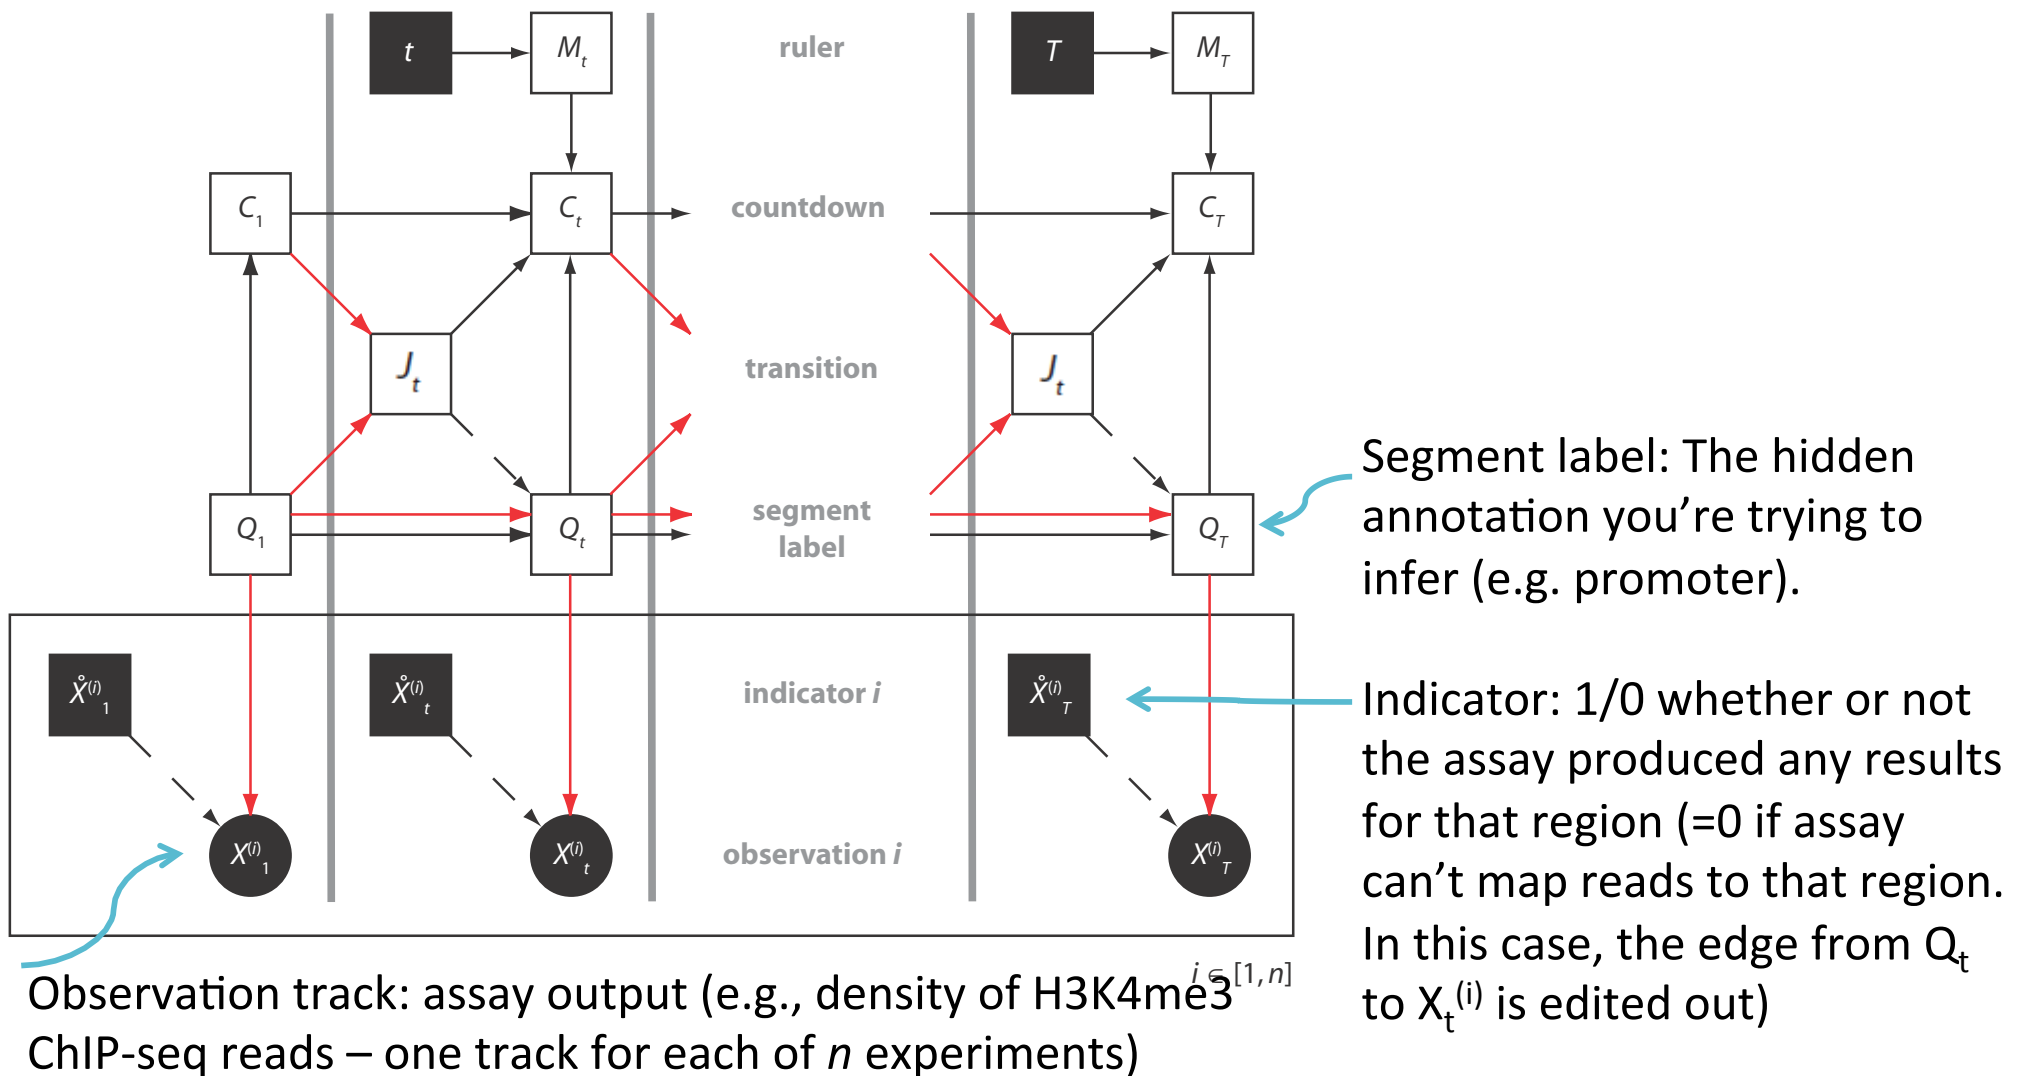 t
M_t
ruler
T
M_T
C_1
C_t
countdown
C_T
J_t
transition
J_t
Q_1
Q_t
segment
label
Q_T
Segment label: The hidden
annotation you're trying to
infer (e.g. promoter).
X̊^(i)_1
X̊^(i)_t
indicator i
X̊^(i)_T
Indicator: 1/0 whether or not
the assay produced any results
for that region (=0 if assay
can't map reads to that region.
In this case, the edge from Q_t
to X_t^(i) is edited out)
X^(i)_1
X^(i)_t
observation i
X^(i)_T
i ∈ [1, n]
Observation track: assay output (e.g., density of H3K4me3
ChIP-seq reads – one track for each of n experiments)